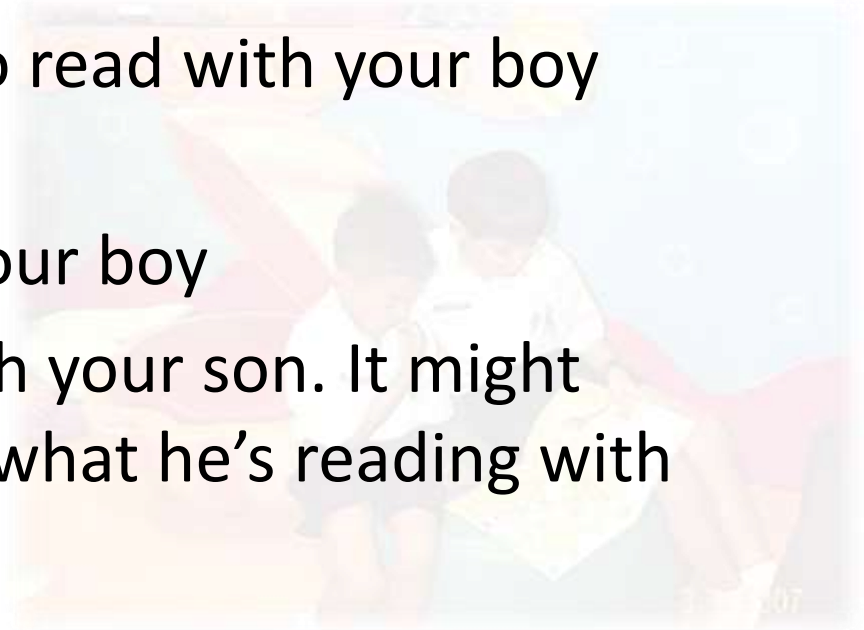 read with your boy
our boy
h your son. It might
what he’s reading with